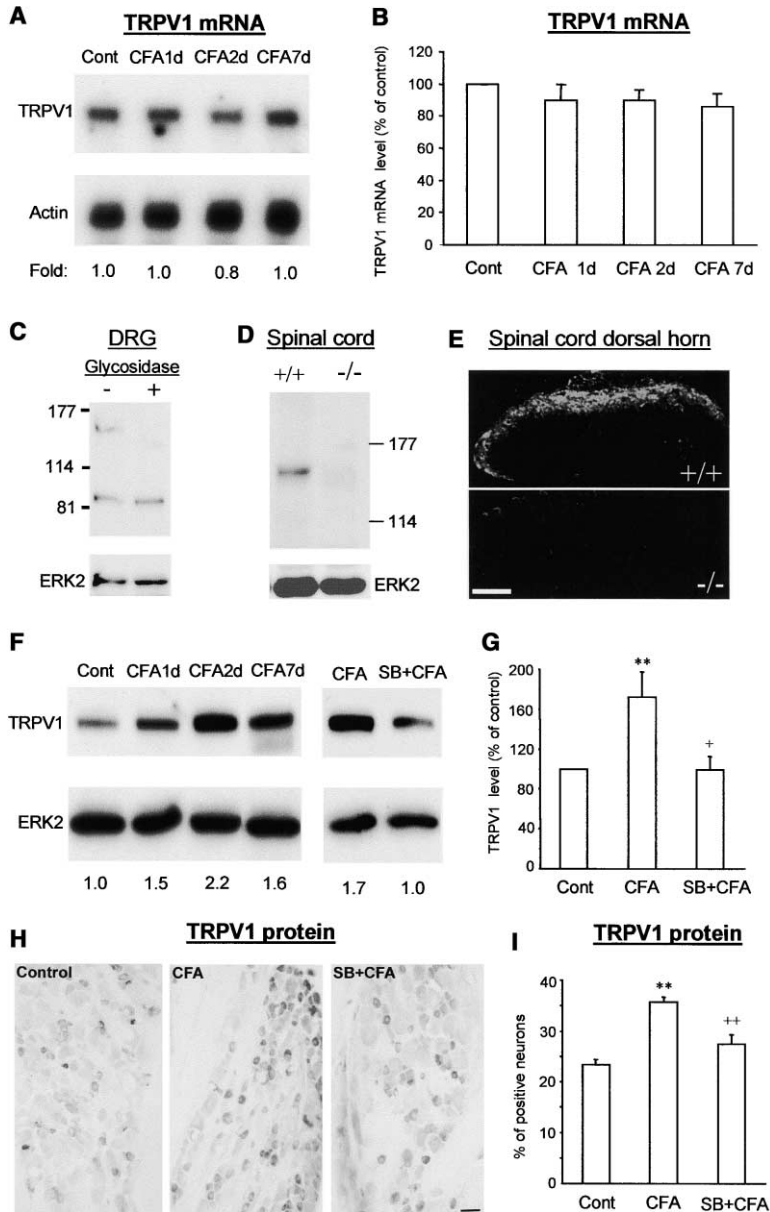 A
TRPV1 mRNA
Cont CFA1d CFA2d CFA7d
TRPV1
Actin
Fold: 1.0 1.0 0.8 1.0
B
TRPV1 mRNA
TRPV1 mRNA level (% of control)
120
100
80
60
40
20
0
Cont CFA 1d CFA 2d CFA 7d
C
DRG
Glycosidase
- +
177
114
81
ERK2
D
Spinal cord
+/+ -/-
177
114
ERK2
E
Spinal cord dorsal horn
+/+
-/-
F
Cont CFA1d CFA2d CFA7d CFA SB+CFA
TRPV1
ERK2
1.0 1.5 2.2 1.6 1.7 1.0
G
TRPV1 level (% of control)
200
160
120
80
40
0
**
+
Cont CFA SB+CFA
H
TRPV1 protein
Control CFA SB+CFA
I
TRPV1 protein
% of positive neurons
40
30
20
10
0
**
++
Cont CFA SB+CFA